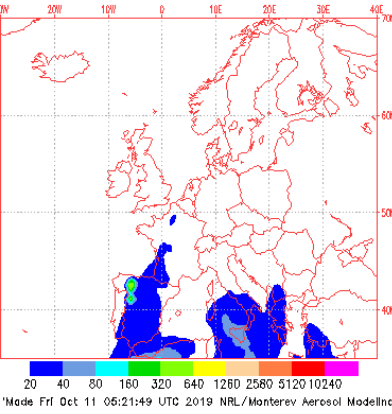 20W 10W 0 10E 20E 30E 40E
70N
60N
50N
40N
20 40 80 160 320 640 1280 2580 5120 10240
'Made Fri Oct 11 05:21:49 UTC 2019 NRL/Monterey Aerosol Modeling